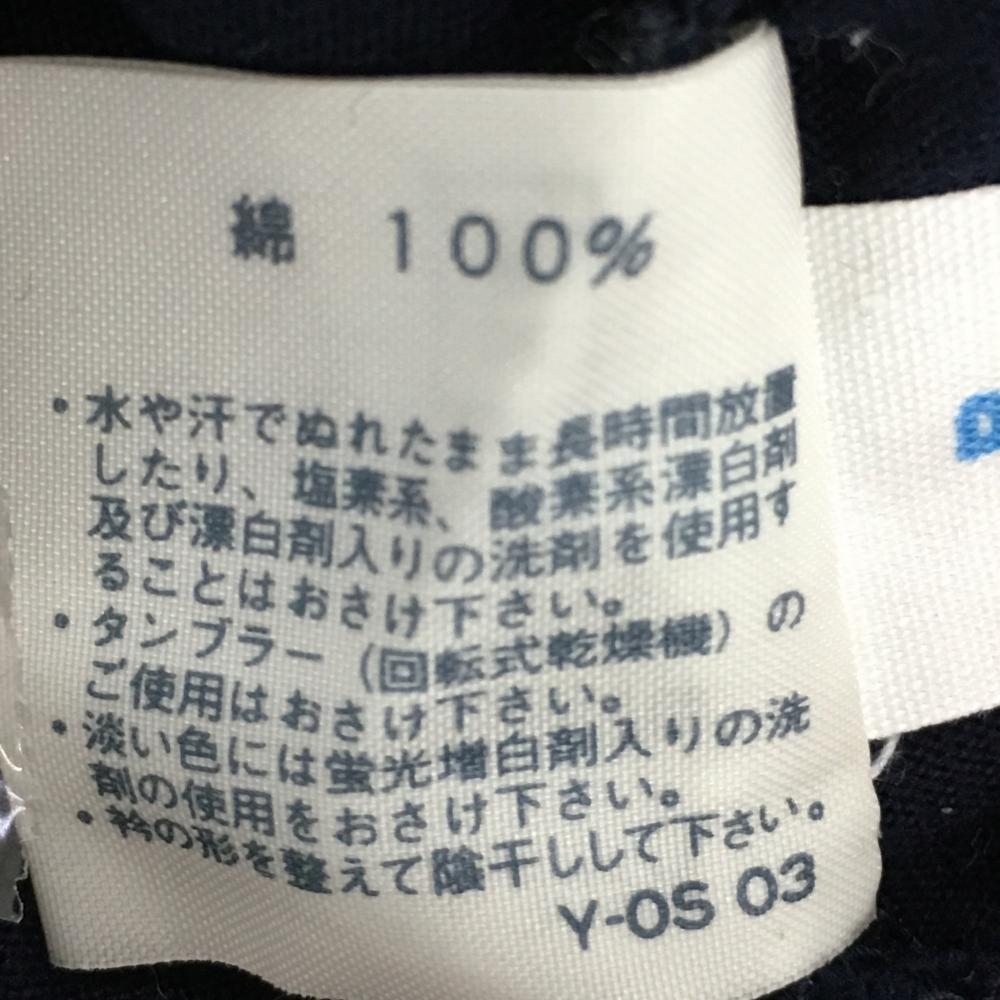 綿 100%
・水や汗でぬれたまま長時間放置
したり、塩素系、酸素系漂白剤
及び漂白剤入りの洗剤を使用す
ることはおさけ下さい。
・タンブラー(回転式乾燥機)の
ご使用はおさけ下さい。
・淡い色には蛍光増白剤入りの洗
剤の使用をおさけ下さい。
・衿の形を整えて陰干しして下さい。
Y-OS 03